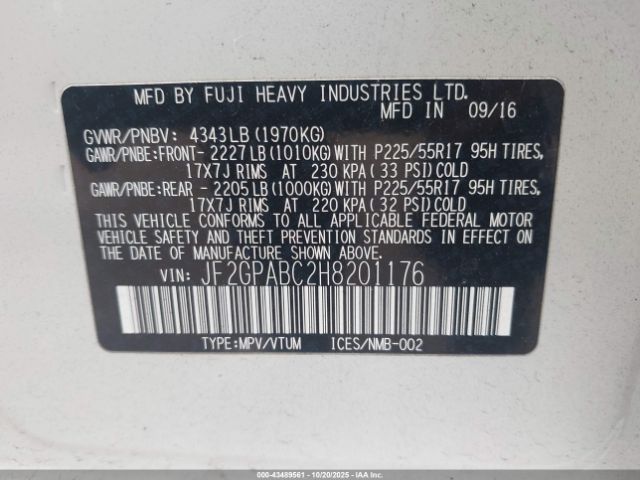 MFD BY FUJI HEAVY INDUSTRIES LTD.
MFD IN 09/16
GVWR/PNBV: 4343LB(1970KG)
GAWR/PNBE:FRONT- 2227LB(1010KG)WITH P225/55R17 95H TIRES,
17X7J RIMS AT 230 KPA(33 PSI)COLD
GAWR/PNBE:REAR - 2205LB(1000KG)WITH P225/55R17 95H TIRES,
17X7J RIMS AT 220 KPA(32 PSI)COLD
THIS VEHICLE CONFORMS TO ALL APPLICABLE FEDERAL MOTOR
VEHICLE SAFETY AND THEFT PREVENTION STANDARDS IN EFFECT ON
THE DATE OF MANUFACTURE SHOWN ABOVE.
VIN: JF2GPABC2H8201176
TYPE:MPV/VTUM ICES/NMB-002
000-43489561 - 10/20/2025 - IAAI.COM